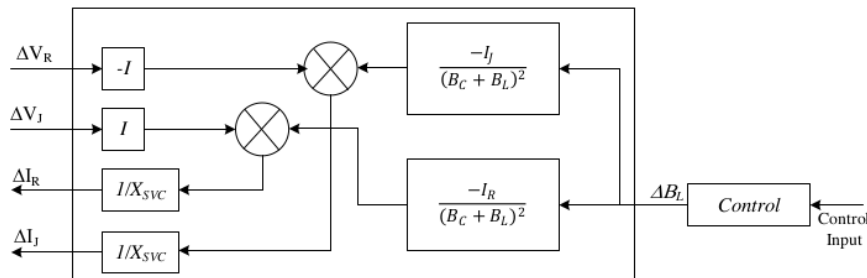 ΔV_R
-I
ΔV_J
I
ΔI_R
1/X_SVC
ΔI_J
1/X_SVC
−I_J
(B_C + B_L)²
−I_R
(B_C + B_L)²
ΔB_L
Control
Control
Input